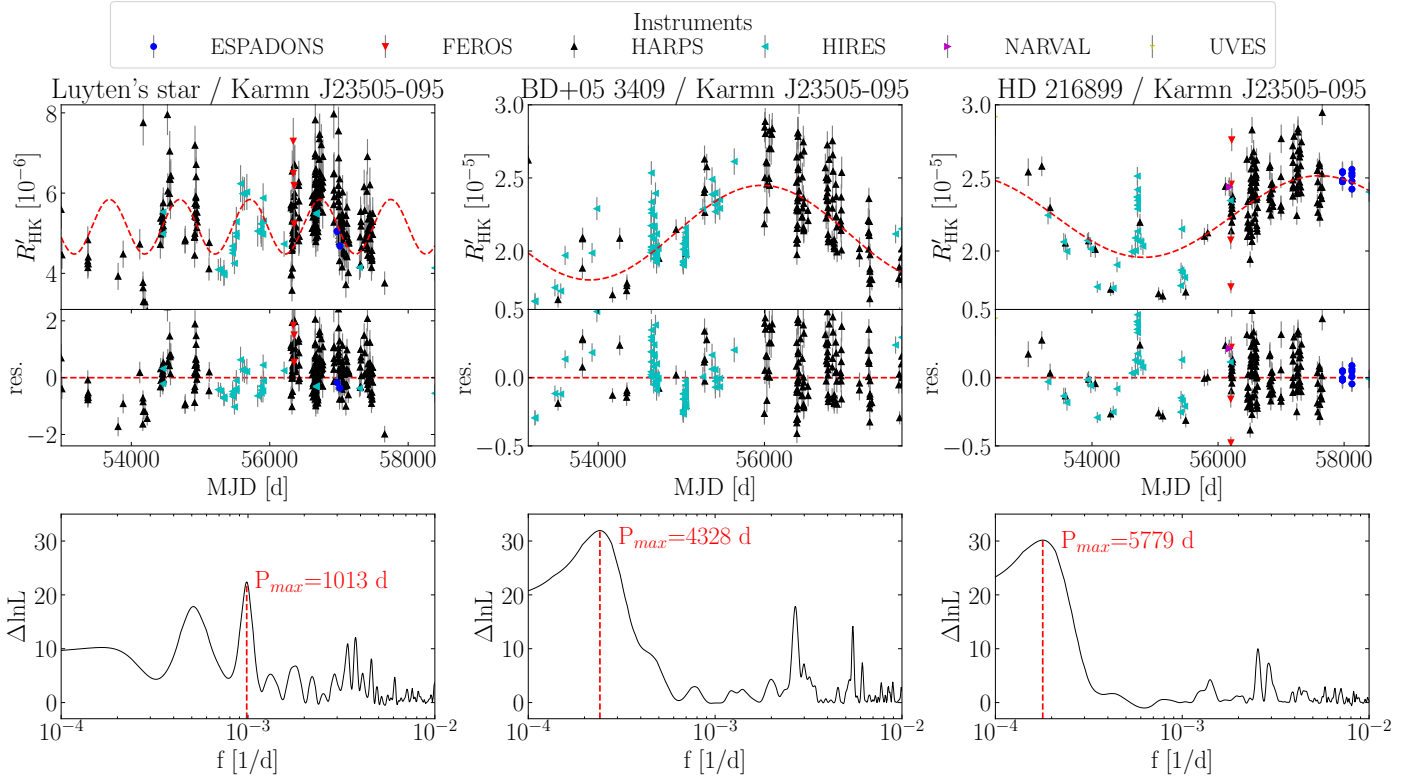 Instruments
ESPADONS FEROS HARPS HIRES NARVAL UVES
Luyten's star / Karmn J23505-095 BD+05 3409 / Karmn J23505-095 HD 216899 / Karmn J23505-095
8
6
4
R′HK [10⁻⁶]
2
0
−2
res.
54000 56000 58000
MJD [d]
3.0
2.5
2.0
R′HK [10⁻⁵]
0.5
0.0
−0.5
res.
54000 56000
MJD [d]
3.0
2.5
2.0
R′HK [10⁻⁵]
0.5
0.0
−0.5
res.
54000 56000 58000
MJD [d]
30
20
10
0
ΔlnL
Pmax=1013 d
10⁻⁴ 10⁻³ 10⁻²
f [1/d]
30
20
10
0
ΔlnL
Pmax=4328 d
10⁻⁴ 10⁻³ 10⁻²
f [1/d]
30
20
10
0
ΔlnL
Pmax=5779 d
10⁻⁴ 10⁻³ 10⁻²
f [1/d]